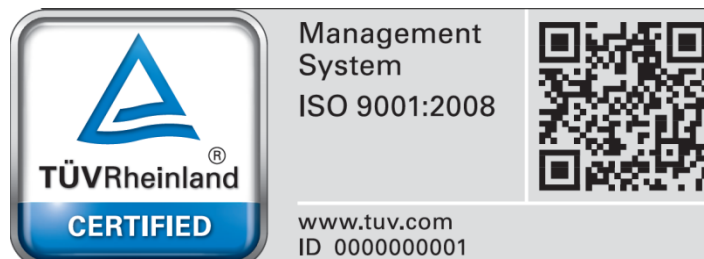 TÜVRheinland
®
CERTIFIED
Management
System
ISO 9001:2008
www.tuv.com
ID 0000000001